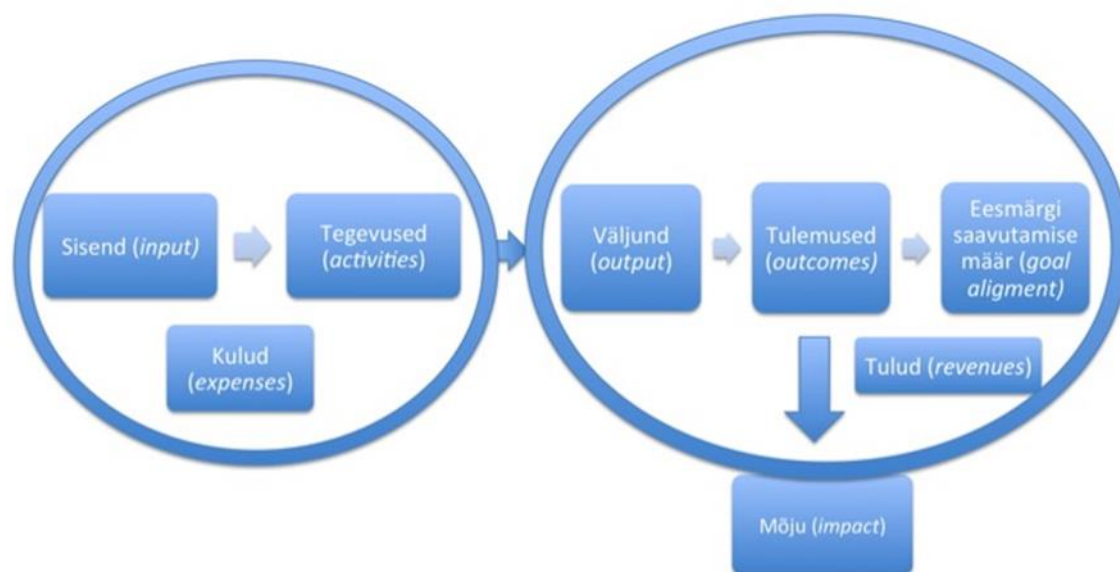 Sisend (input)
Tegevused
(activities)
Kulud
(expenses)
Väljund
(output)
Tulemused
(outcomes)
Eesmärgi
saavutamise
määr (goal
aligment)
Tulud (revenues)
Mõju (impact)